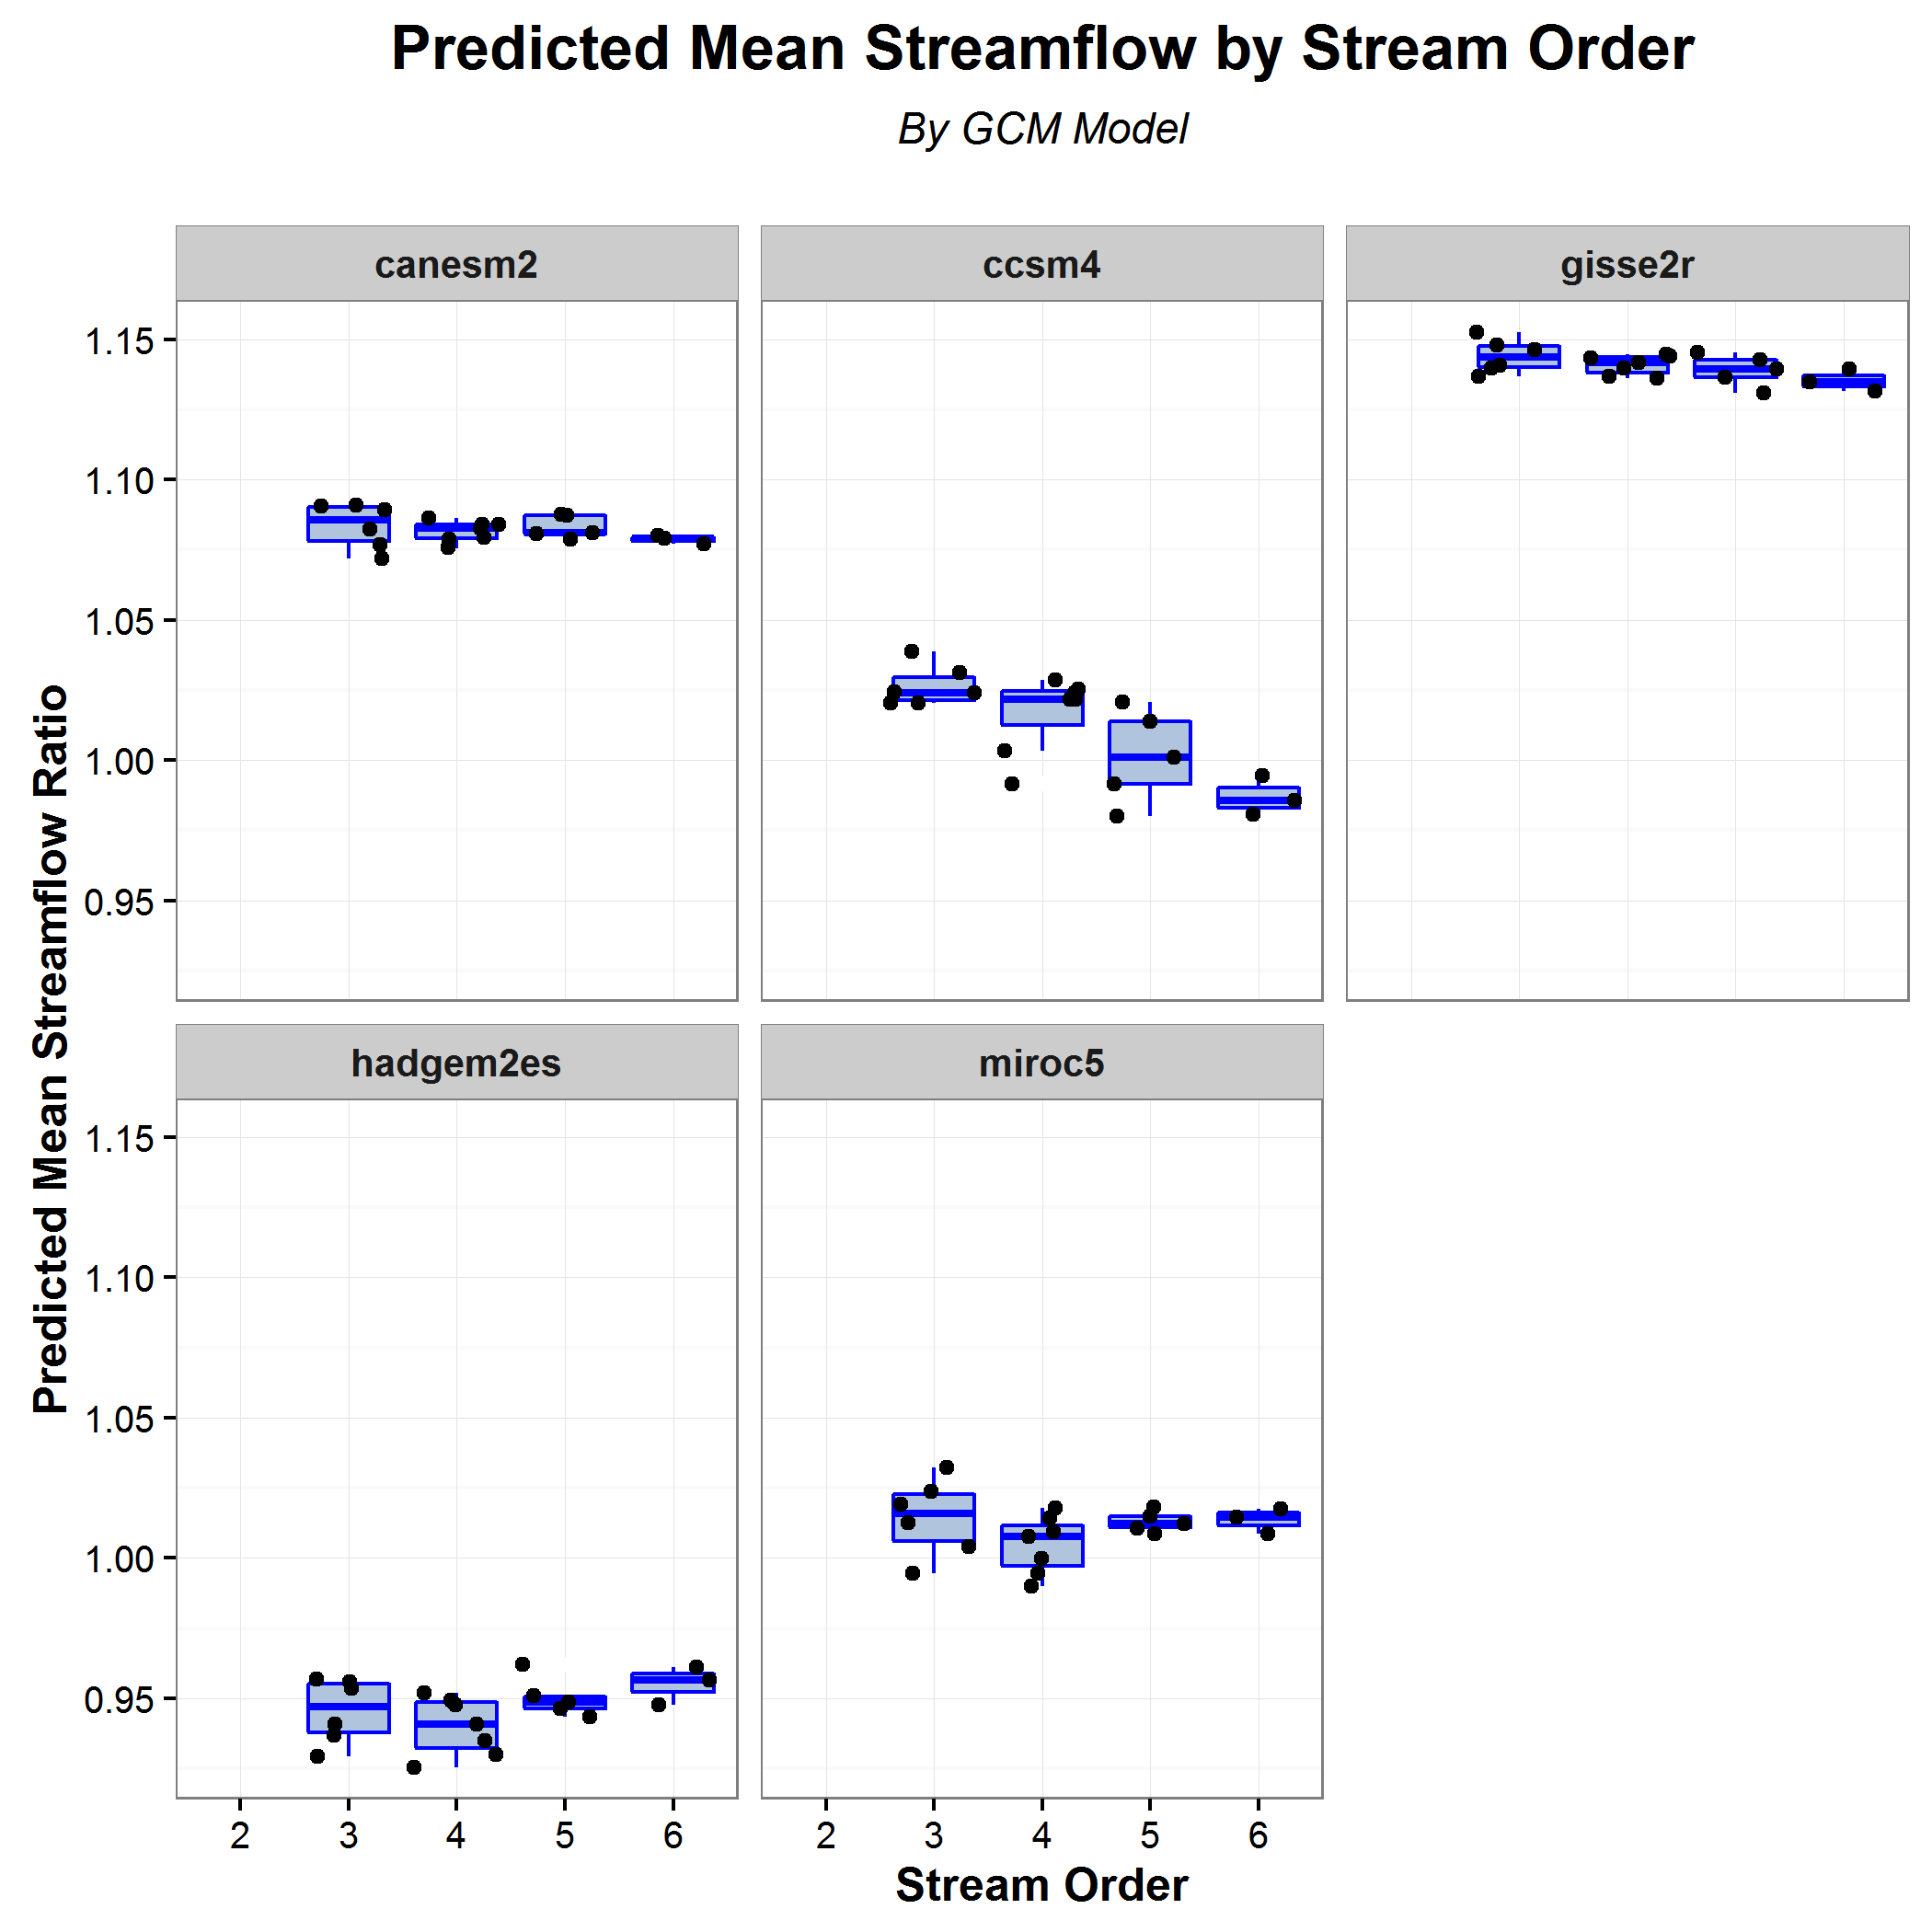 Predicted Mean Streamflow by Stream Order
By GCM Model
canesm2
ccsm4
gisse2r
1.15
1.10
1.05
1.00
0.95
Predicted Mean Streamflow Ratio
hadgem2es
miroc5
1.15
1.10
1.05
1.00
0.95
2 3 4 5 6
2 3 4 5 6
Stream Order